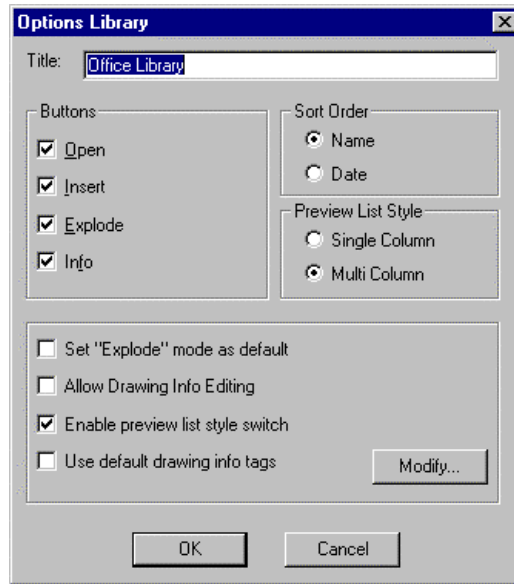 Options Library
Title: Office Library
Buttons
Open
Insert
Explode
Info
Sort Order
Name
Date
Preview List Style
Single Column
Multi Column
Set "Explode" mode as default
Allow Drawing Info Editing
Enable preview list style switch
Use default drawing info tags
Modify...
OK Cancel